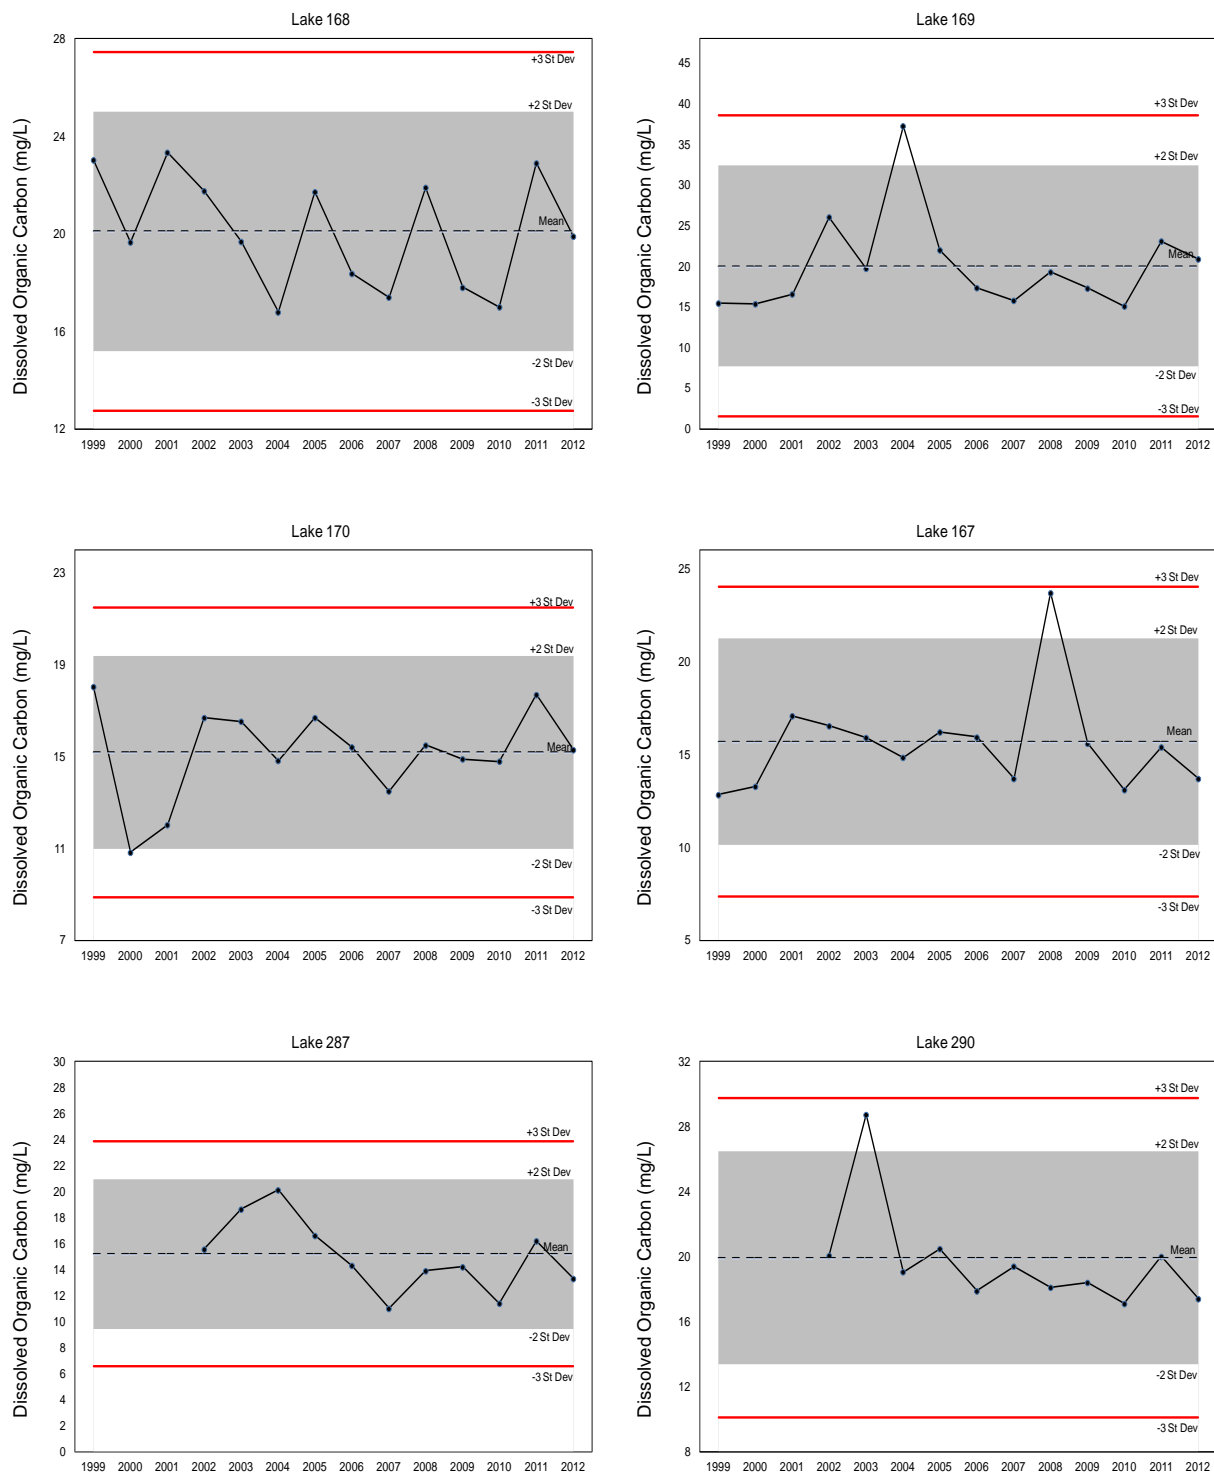 Lake 168
Dissolved Organic Carbon (mg/L)
28
24
20
16
12
+3 St Dev
+2 St Dev
Mean
-2 St Dev
-3 St Dev
1999 2000 2001 2002 2003 2004 2005 2006 2007 2008 2009 2010 2011 2012
Lake 169
Dissolved Organic Carbon (mg/L)
45
40
35
30
25
20
15
10
5
0
+3 St Dev
+2 St Dev
Mean
-2 St Dev
-3 St Dev
1999 2000 2001 2002 2003 2004 2005 2006 2007 2008 2009 2010 2011 2012
Lake 170
Dissolved Organic Carbon (mg/L)
23
19
15
11
7
+3 St Dev
+2 St Dev
Mean
-2 St Dev
-3 St Dev
1999 2000 2001 2002 2003 2004 2005 2006 2007 2008 2009 2010 2011 2012
Lake 167
Dissolved Organic Carbon (mg/L)
25
20
15
10
5
+3 St Dev
+2 St Dev
Mean
-2 St Dev
-3 St Dev
1999 2000 2001 2002 2003 2004 2005 2006 2007 2008 2009 2010 2011 2012
Lake 287
Dissolved Organic Carbon (mg/L)
30
28
26
24
22
20
18
16
14
12
10
8
6
4
2
0
+3 St Dev
+2 St Dev
Mean
-2 St Dev
-3 St Dev
1999 2000 2001 2002 2003 2004 2005 2006 2007 2008 2009 2010 2011 2012
Lake 290
Dissolved Organic Carbon (mg/L)
32
28
24
20
16
12
8
+3 St Dev
+2 St Dev
Mean
-2 St Dev
-3 St Dev
1999 2000 2001 2002 2003 2004 2005 2006 2007 2008 2009 2010 2011 2012